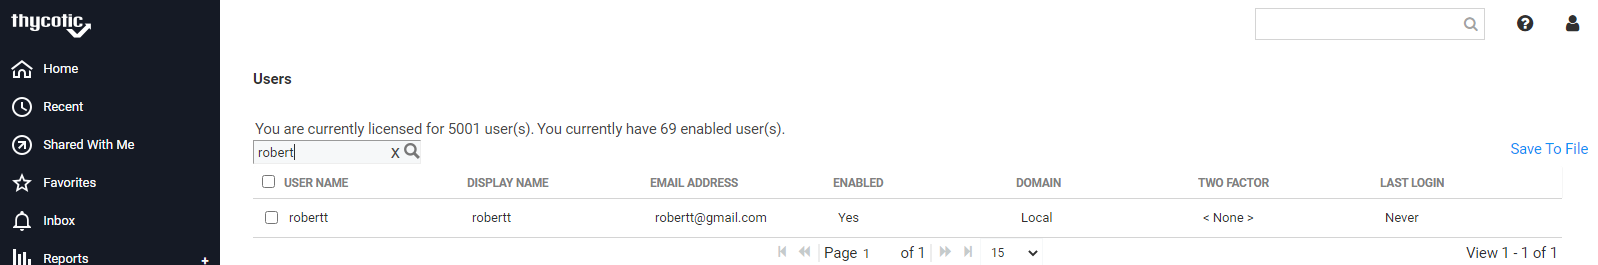 thycotic
Home
Recent
Shared With Me
Favorites
Inbox
Reports +
Users
You are currently licensed for 5001 user(s). You currently have 69 enabled user(s).
robert X
Save To File
USER NAME DISPLAY NAME EMAIL ADDRESS ENABLED DOMAIN TWO FACTOR LAST LOGIN
robertt robertt robertt@gmail.com Yes Local < None > Never
Page 1 of 1 15 View 1 - 1 of 1